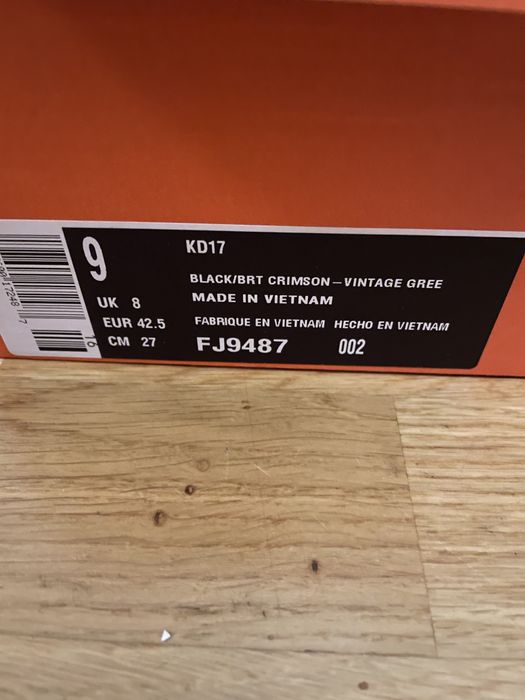 9
UK 8
EUR 42.5
CM 27
KD17
BLACK/BRT CRIMSON–VINTAGE GREE
MADE IN VIETNAM
FABRIQUE EN VIETNAM HECHO EN VIETNAM
FJ9487 002